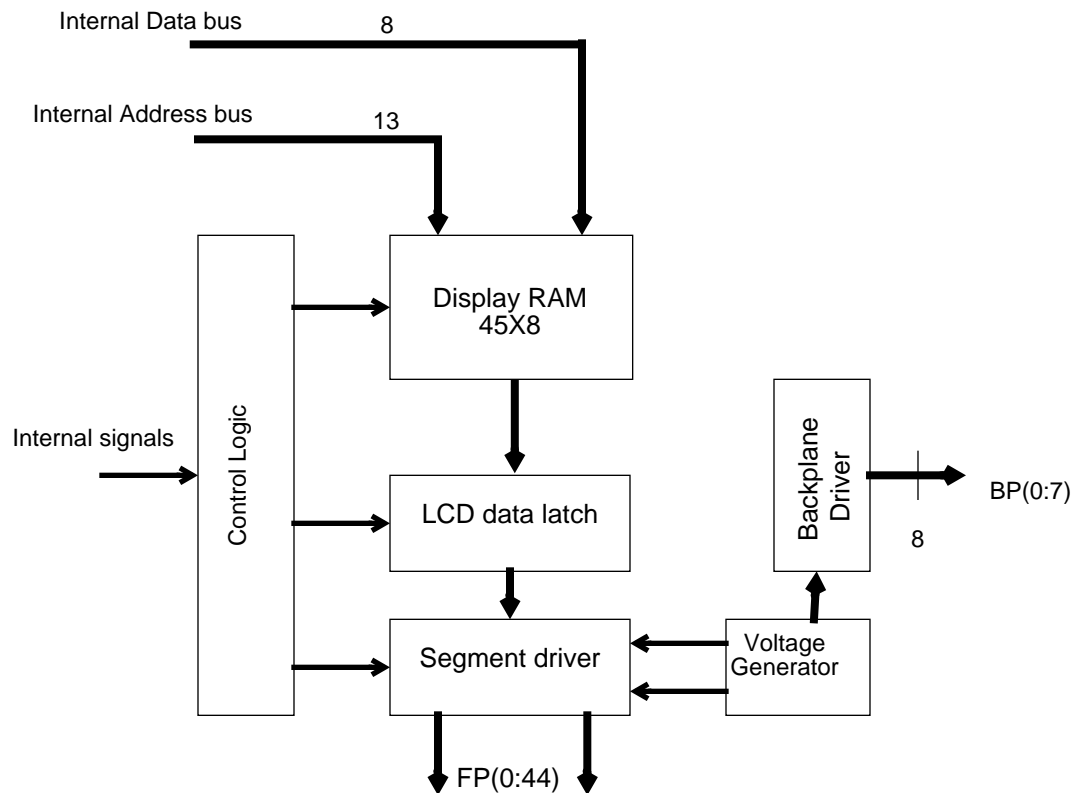 Internal Data bus
8
Internal Address bus
13
Display RAM
45X8
Control Logic
Internal signals
Backplane
Driver
BP(0:7)
8
LCD data latch
Segment driver
Voltage
Generator
FP(0:44)